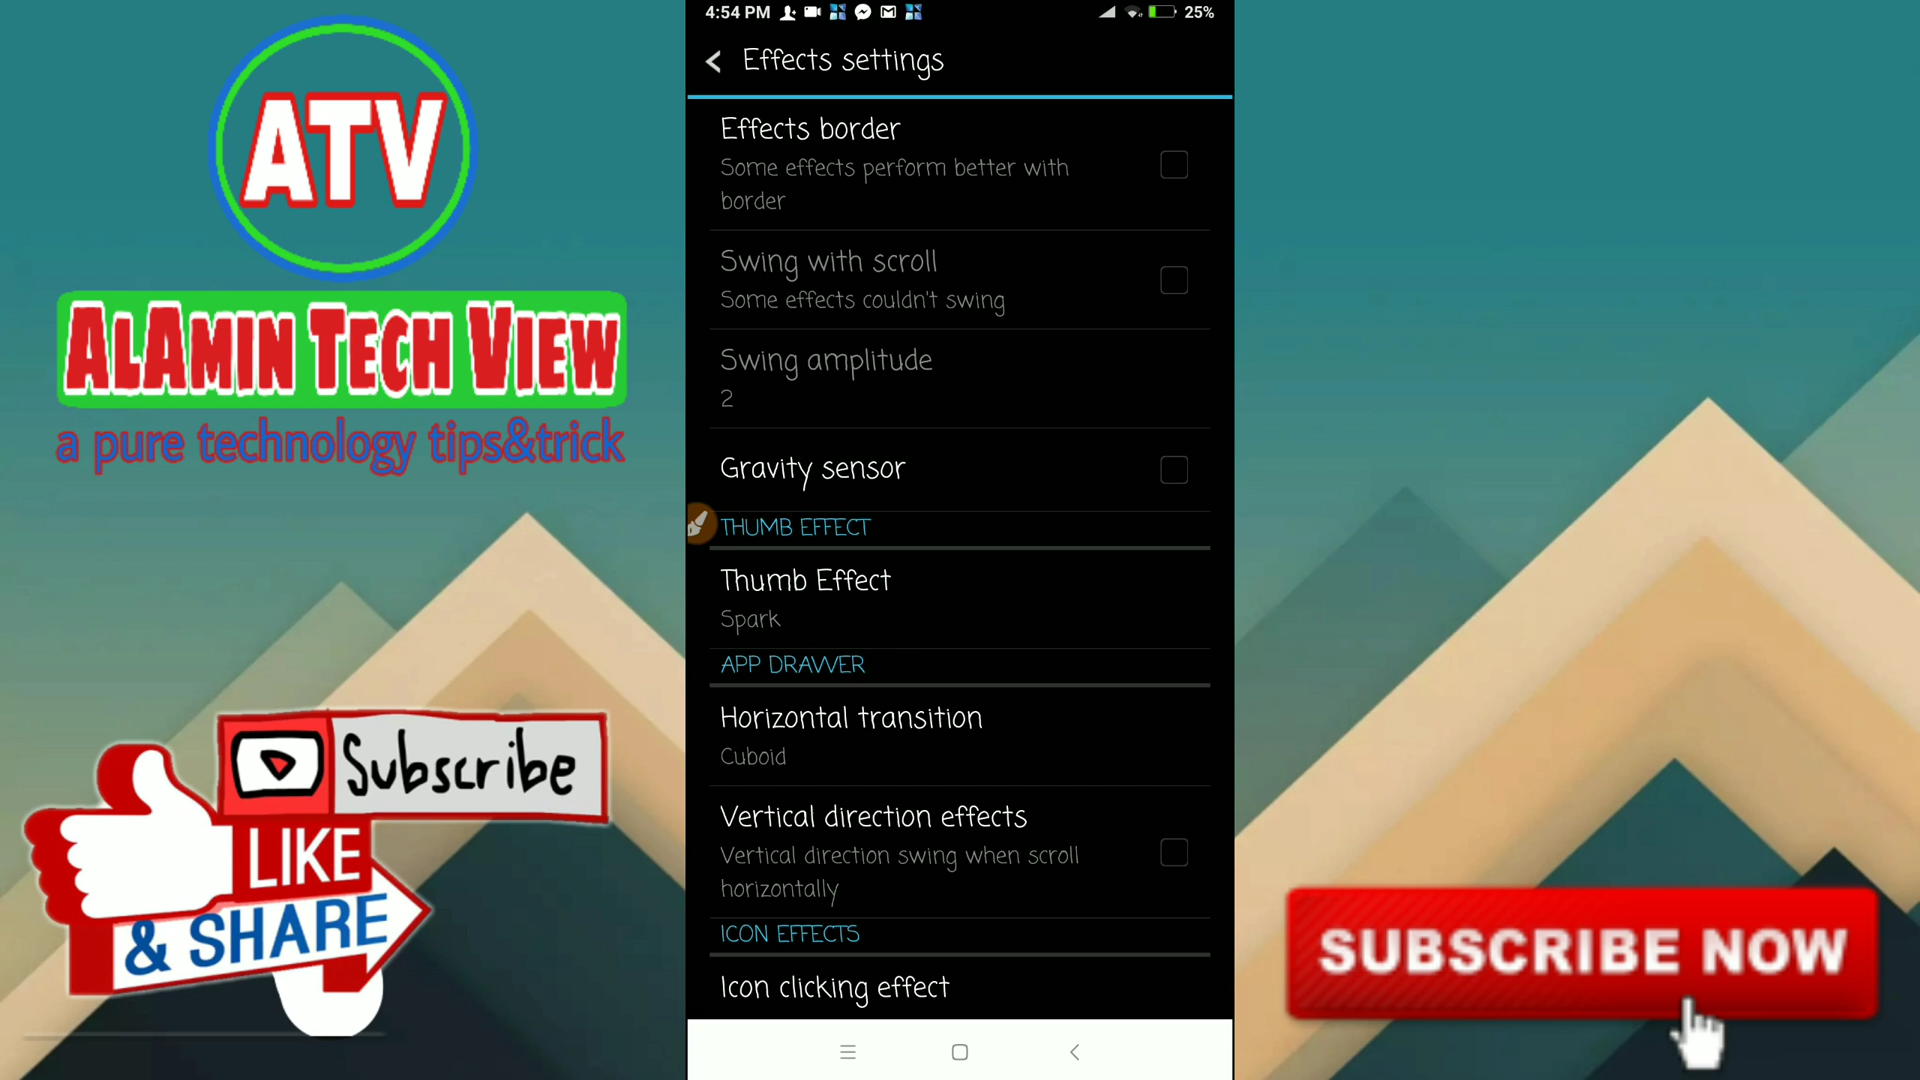 ATV
ALAMIN TECH VIEW
a pure technology tips&trick
Subscribe
LIKE
& SHARE
4:54 PM
25%
Effects settings
Effects border
Some effects perform better with
border
Swing with scroll
Some effects couldn't swing
Swing amplitude
2
Gravity sensor
THUMB EFFECT
Thumb Effect
Spark
APP DRAWER
Horizontal transition
Cuboid
Vertical direction effects
Vertical direction swing when scroll
horizontally
ICON EFFECTS
Icon clicking effect
SUBSCRIBE NOW